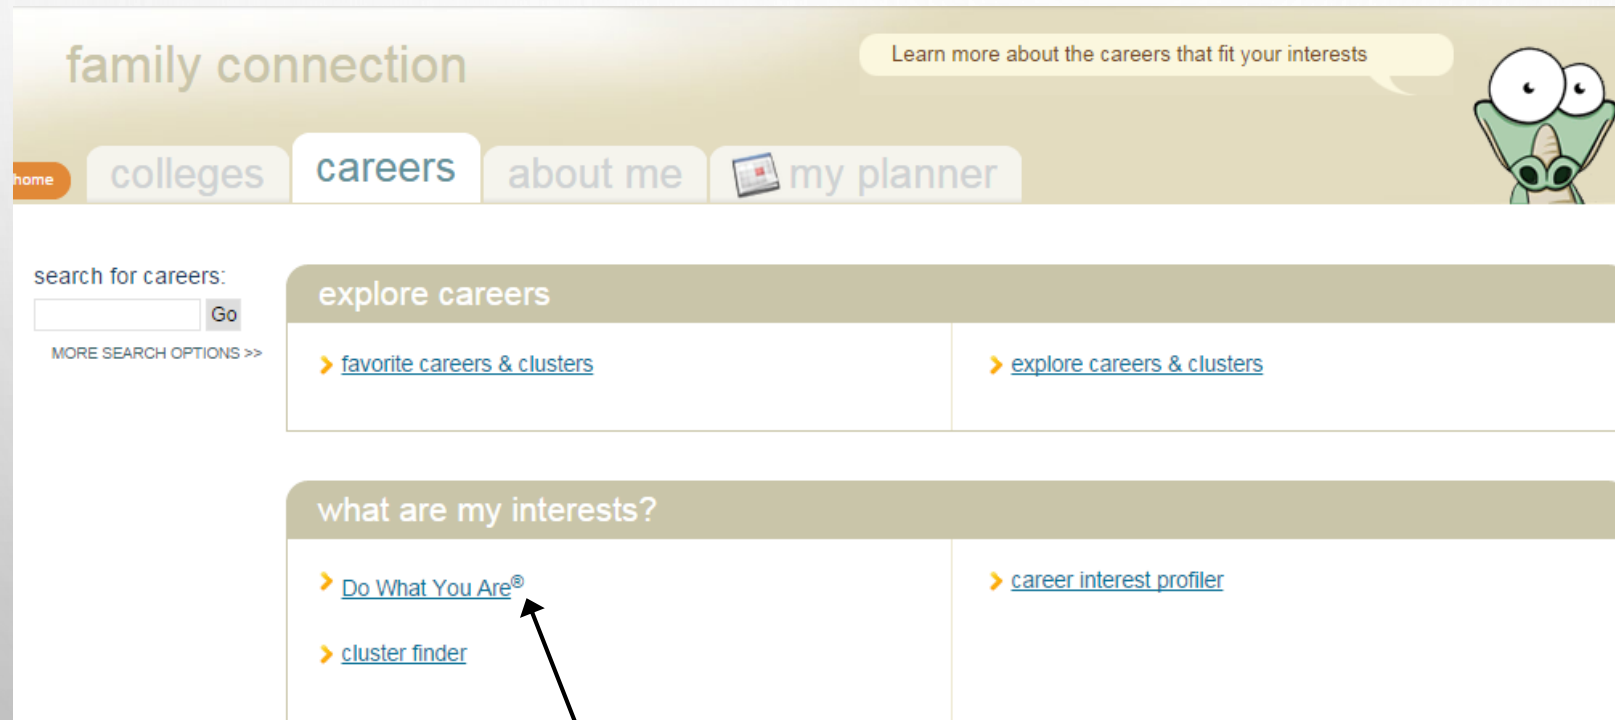 family connection
Learn more about the careers that fit your interests
home
colleges
careers
about me
my planner
search for careers:
Go
MORE SEARCH OPTIONS >>
explore careers
favorite careers & clusters
explore careers & clusters
what are my interests?
Do What You Are®
career interest profiler
cluster finder